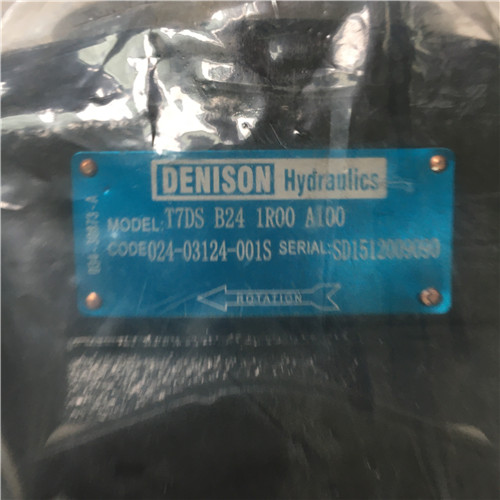 DENISON Hydraulics
MODEL: T7DS B24 1R00 A100
CODE 024-03124-001S SERIAL: SD1512009090
ROTATION